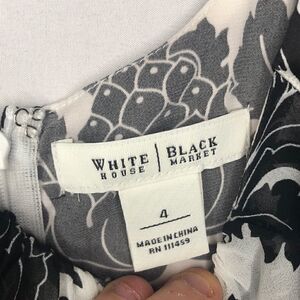 WHITE | BLACK
HOUSE | MARKET
4
MADE IN CHINA
RN 111459